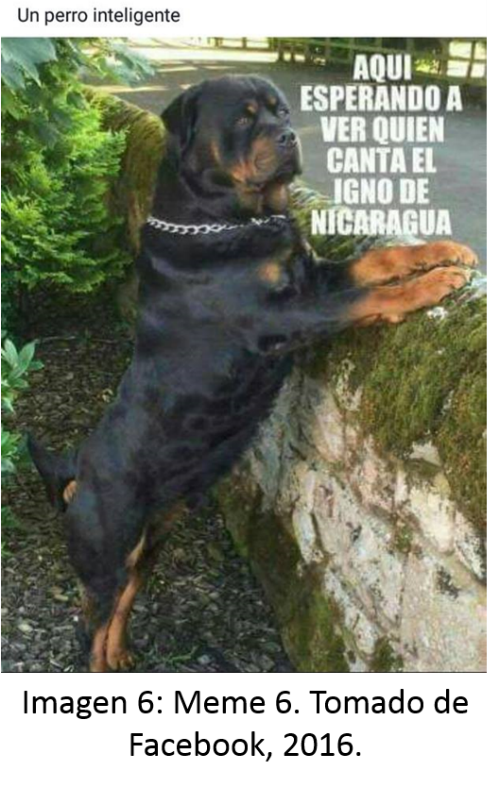 Un perro inteligente
AQUI
ESPERANDO A
VER QUIEN
CANTA EL
IGNO DE
NICARAGUA
Imagen 6: Meme 6. Tomado de
Facebook, 2016.